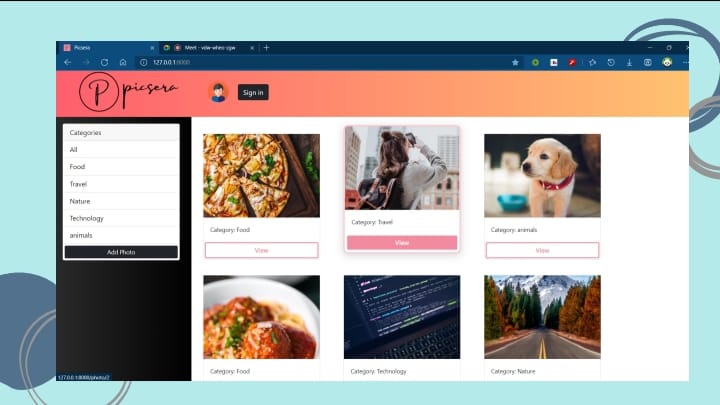 Picsera
Meet - vdw-wheo-zgw
127.0.0.1:8000
P picsera
Sign in
Categories
All
Food
Travel
Nature
Technology
animals
Add Photo
Category: Food
View
Category: Travel
View
Category: animals
View
Category: Food
Category: Technology
Category: Nature
127.0.0.1:8000/photo/2